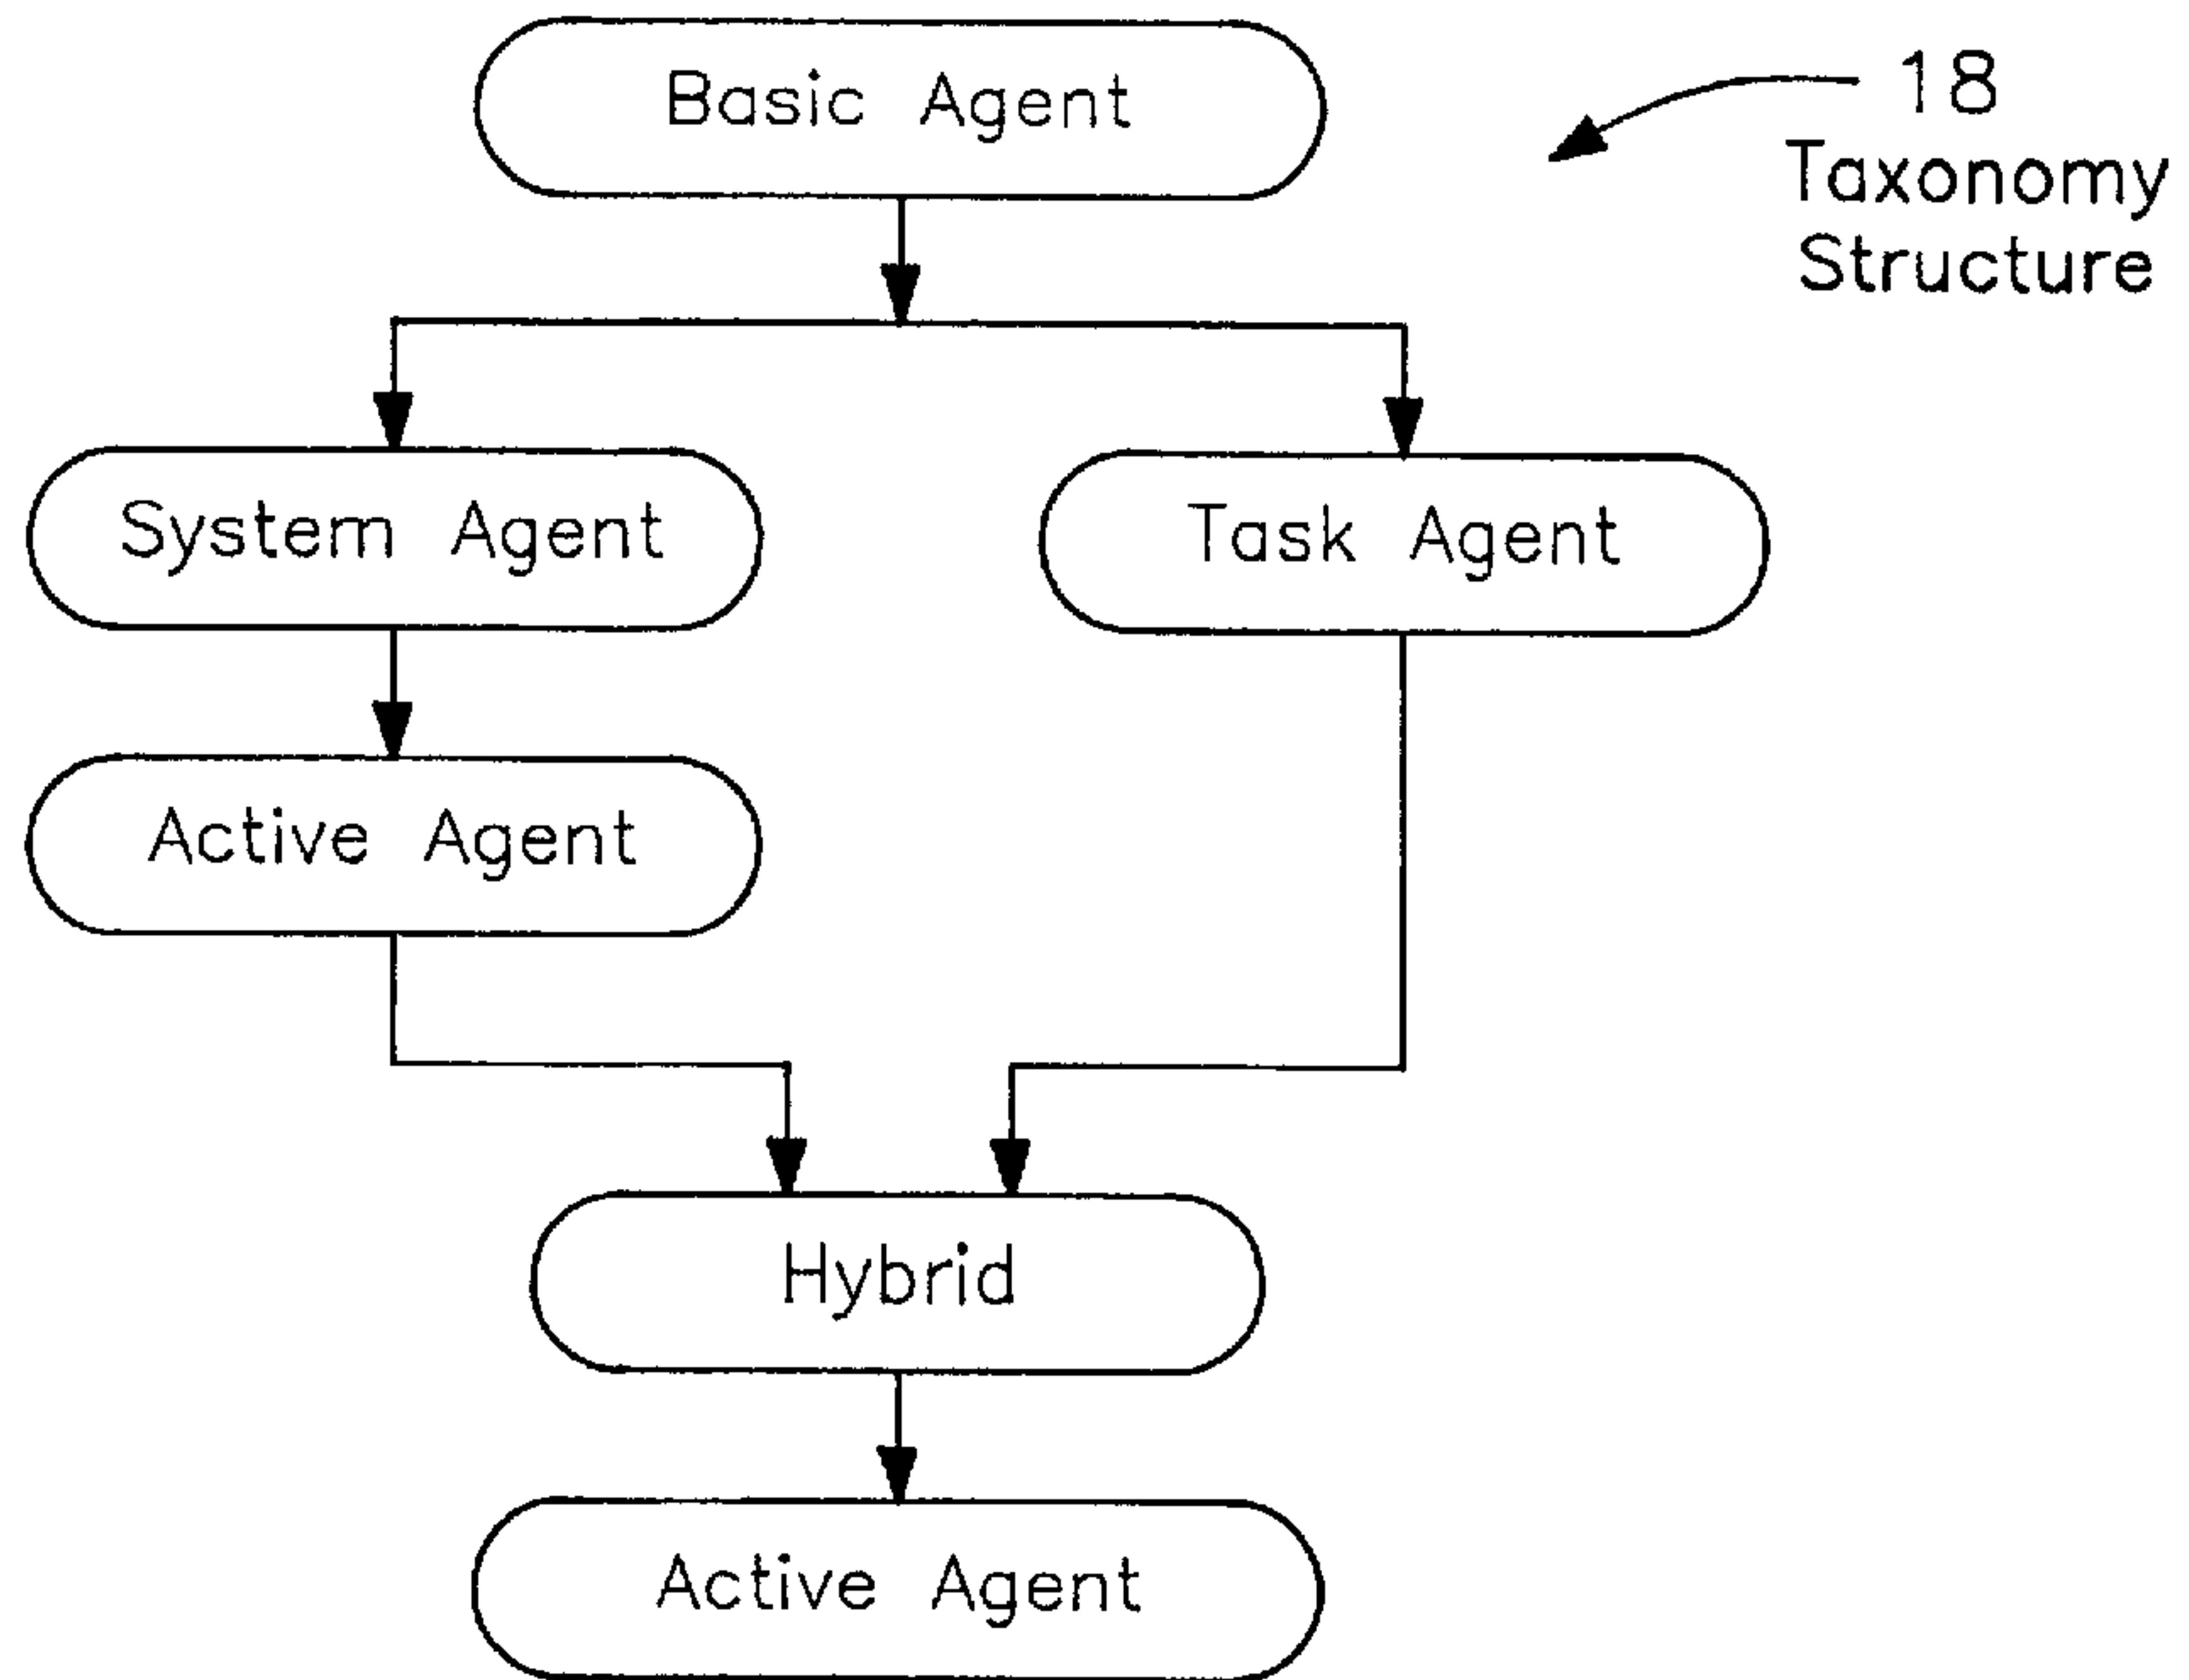 Basic Agent
18
Taxonomy
Structure
System Agent
Task Agent
Active Agent
Hybrid
Active Agent